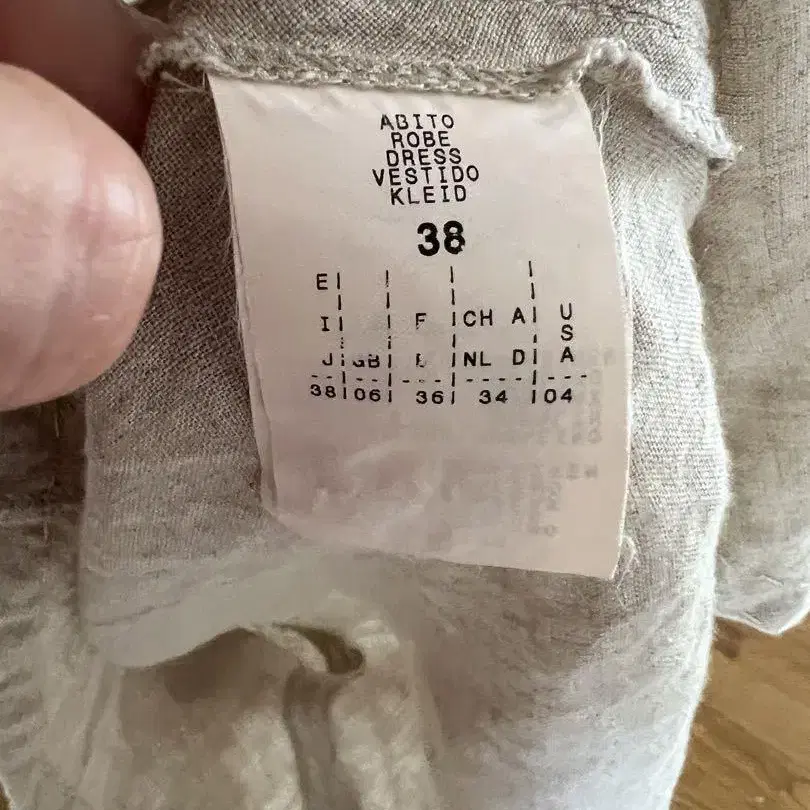 ABITO
ROBE
DRESS
VESTIDO
KLEID
38
E
I F CH A U
S
J GB NL D A
38 06 36 34 04